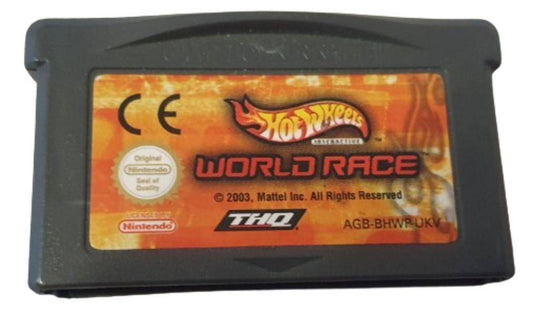 CE
HOT WHEELS
INTERACTIVE
WORLD RACE™
Original
Nintendo
Seal of
Quality
© 2003, Mattel Inc. All Rights Reserved
LICENSED BY
Nintendo
THQ
AGB-BHWP-UKV